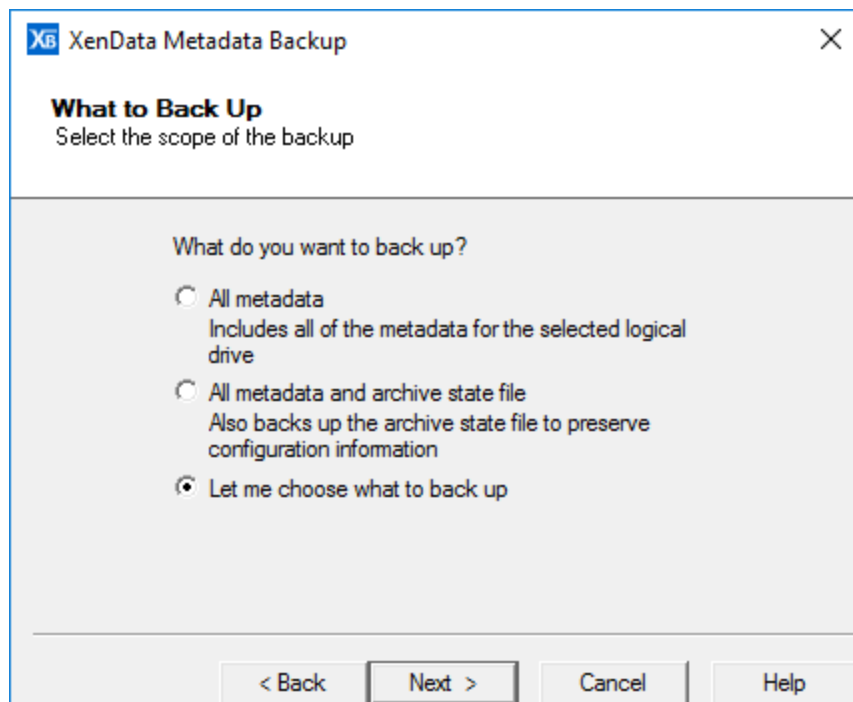 XB XenData Metadata Backup
What to Back Up
Select the scope of the backup
What do you want to back up?
All metadata
Includes all of the metadata for the selected logical
drive
All metadata and archive state file
Also backs up the archive state file to preserve
configuration information
Let me choose what to back up
< Back Next > Cancel Help